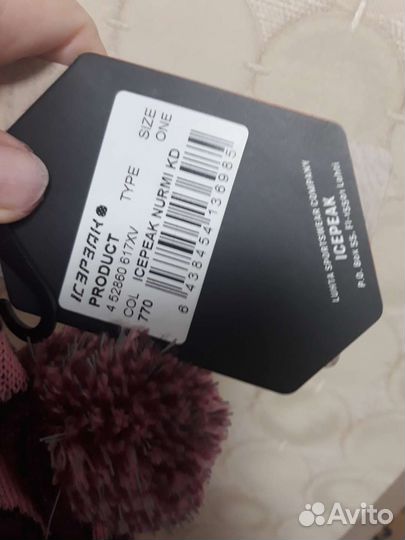 ICEPEAK
PRODUCT TYPE SIZE
4 52860 617XV ONE
COL ICEPEAK NURMI KD
770
6 438454 136985
LUHTA SPORTSWEAR COMPANY
ICEPEAK
P.O. Box 55, FI-15501 Lahti
Avito